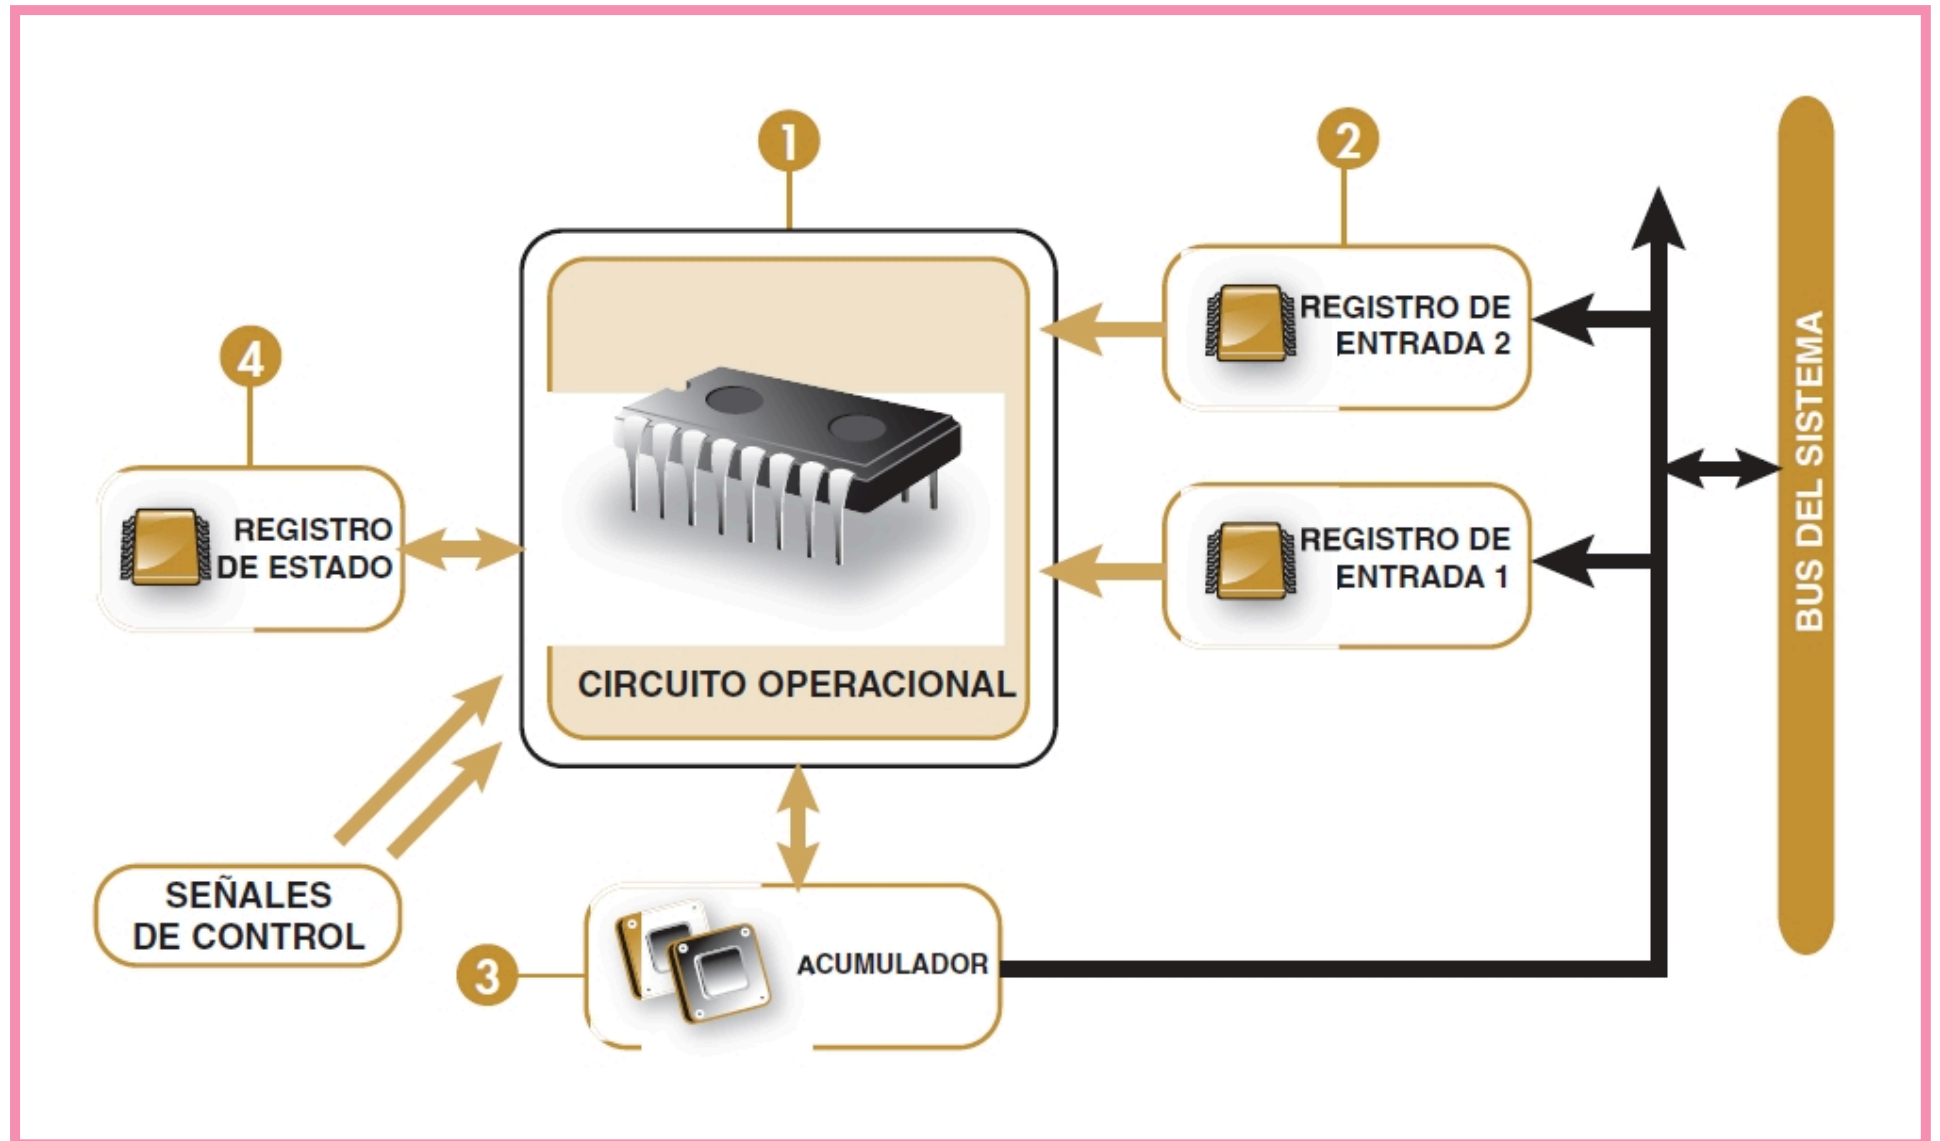 1
2
REGISTRO DE
ENTRADA 2
4
REGISTRO
DE ESTADO
REGISTRO DE
ENTRADA 1
BUS DEL SISTEMA
CIRCUITO OPERACIONAL
SEÑALES
DE CONTROL
3
ACUMULADOR